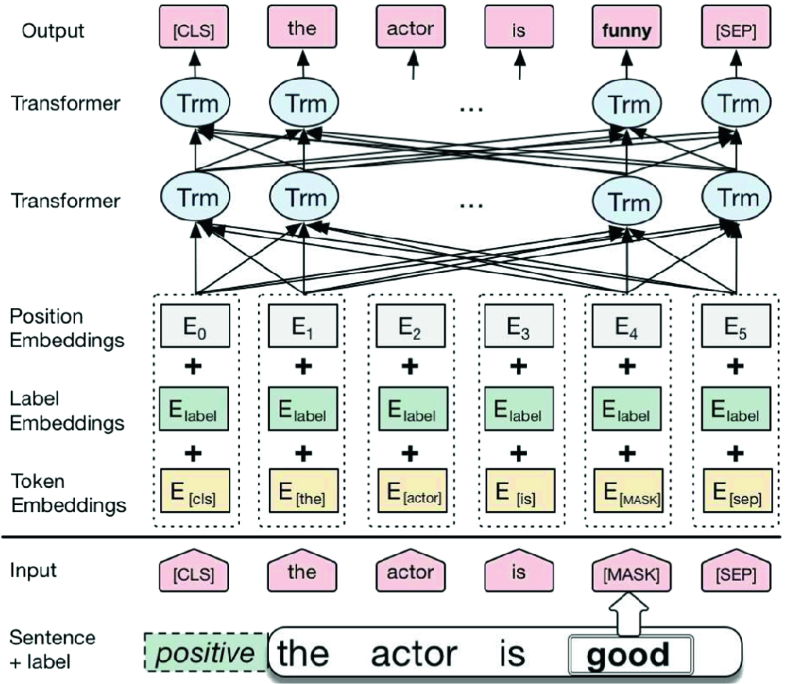 Output [CLS] the actor is funny [SEP]
Transformer Trm Trm ... Trm Trm
Transformer Trm Trm ... Trm Trm
Position Embeddings E0 E1 E2 E3 E4 E5
+ + + + + +
Label Embeddings Elabel Elabel Elabel Elabel Elabel Elabel
+ + + + + +
Token Embeddings E[cls] E[the] E[actor] E[is] E[MASK] E[sep]
Input [CLS] the actor is [MASK] [SEP]
Sentence + label positive the actor is good